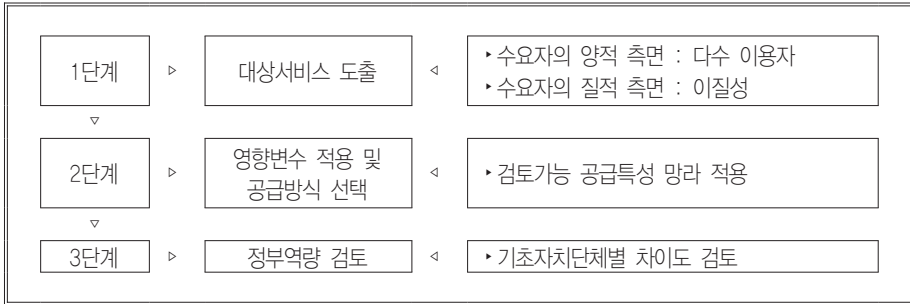 1단계
▷
대상서비스 도출
◁
‣수요자의 양적 측면 : 다수 이용자
‣수요자의 질적 측면 : 이질성
▽
2단계
▷
영향변수 적용 및
공급방식 선택
◁
‣검토가능 공급특성 망라 적용
▽
3단계
▷
정부역량 검토
◁
‣기초자치단체별 차이도 검토